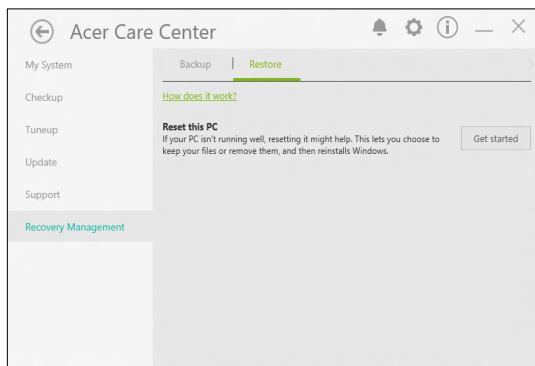 Acer Care Center
My System
Checkup
Tuneup
Update
Support
Recovery Management
Backup | Restore
How does it work?
Reset this PC
If your PC isn't running well, resetting it might help. This lets you choose to
keep your files or remove them, and then reinstalls Windows.
Get started